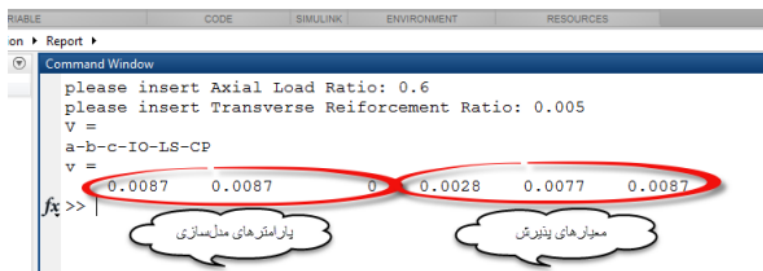 RIABLE CODE SIMULINK ENVIRONMENT RESOURCES
ion Report
Command Window
please insert Axial Load Ratio: 0.6
please insert Transverse Reiforcement Ratio: 0.005
V =
a-b-c-IO-LS-CP
v =
0.0087 0.0087 0 0.0028 0.0077 0.0087
fx >>
پارامترهای مدل‌سازی معیارهای پذیرش